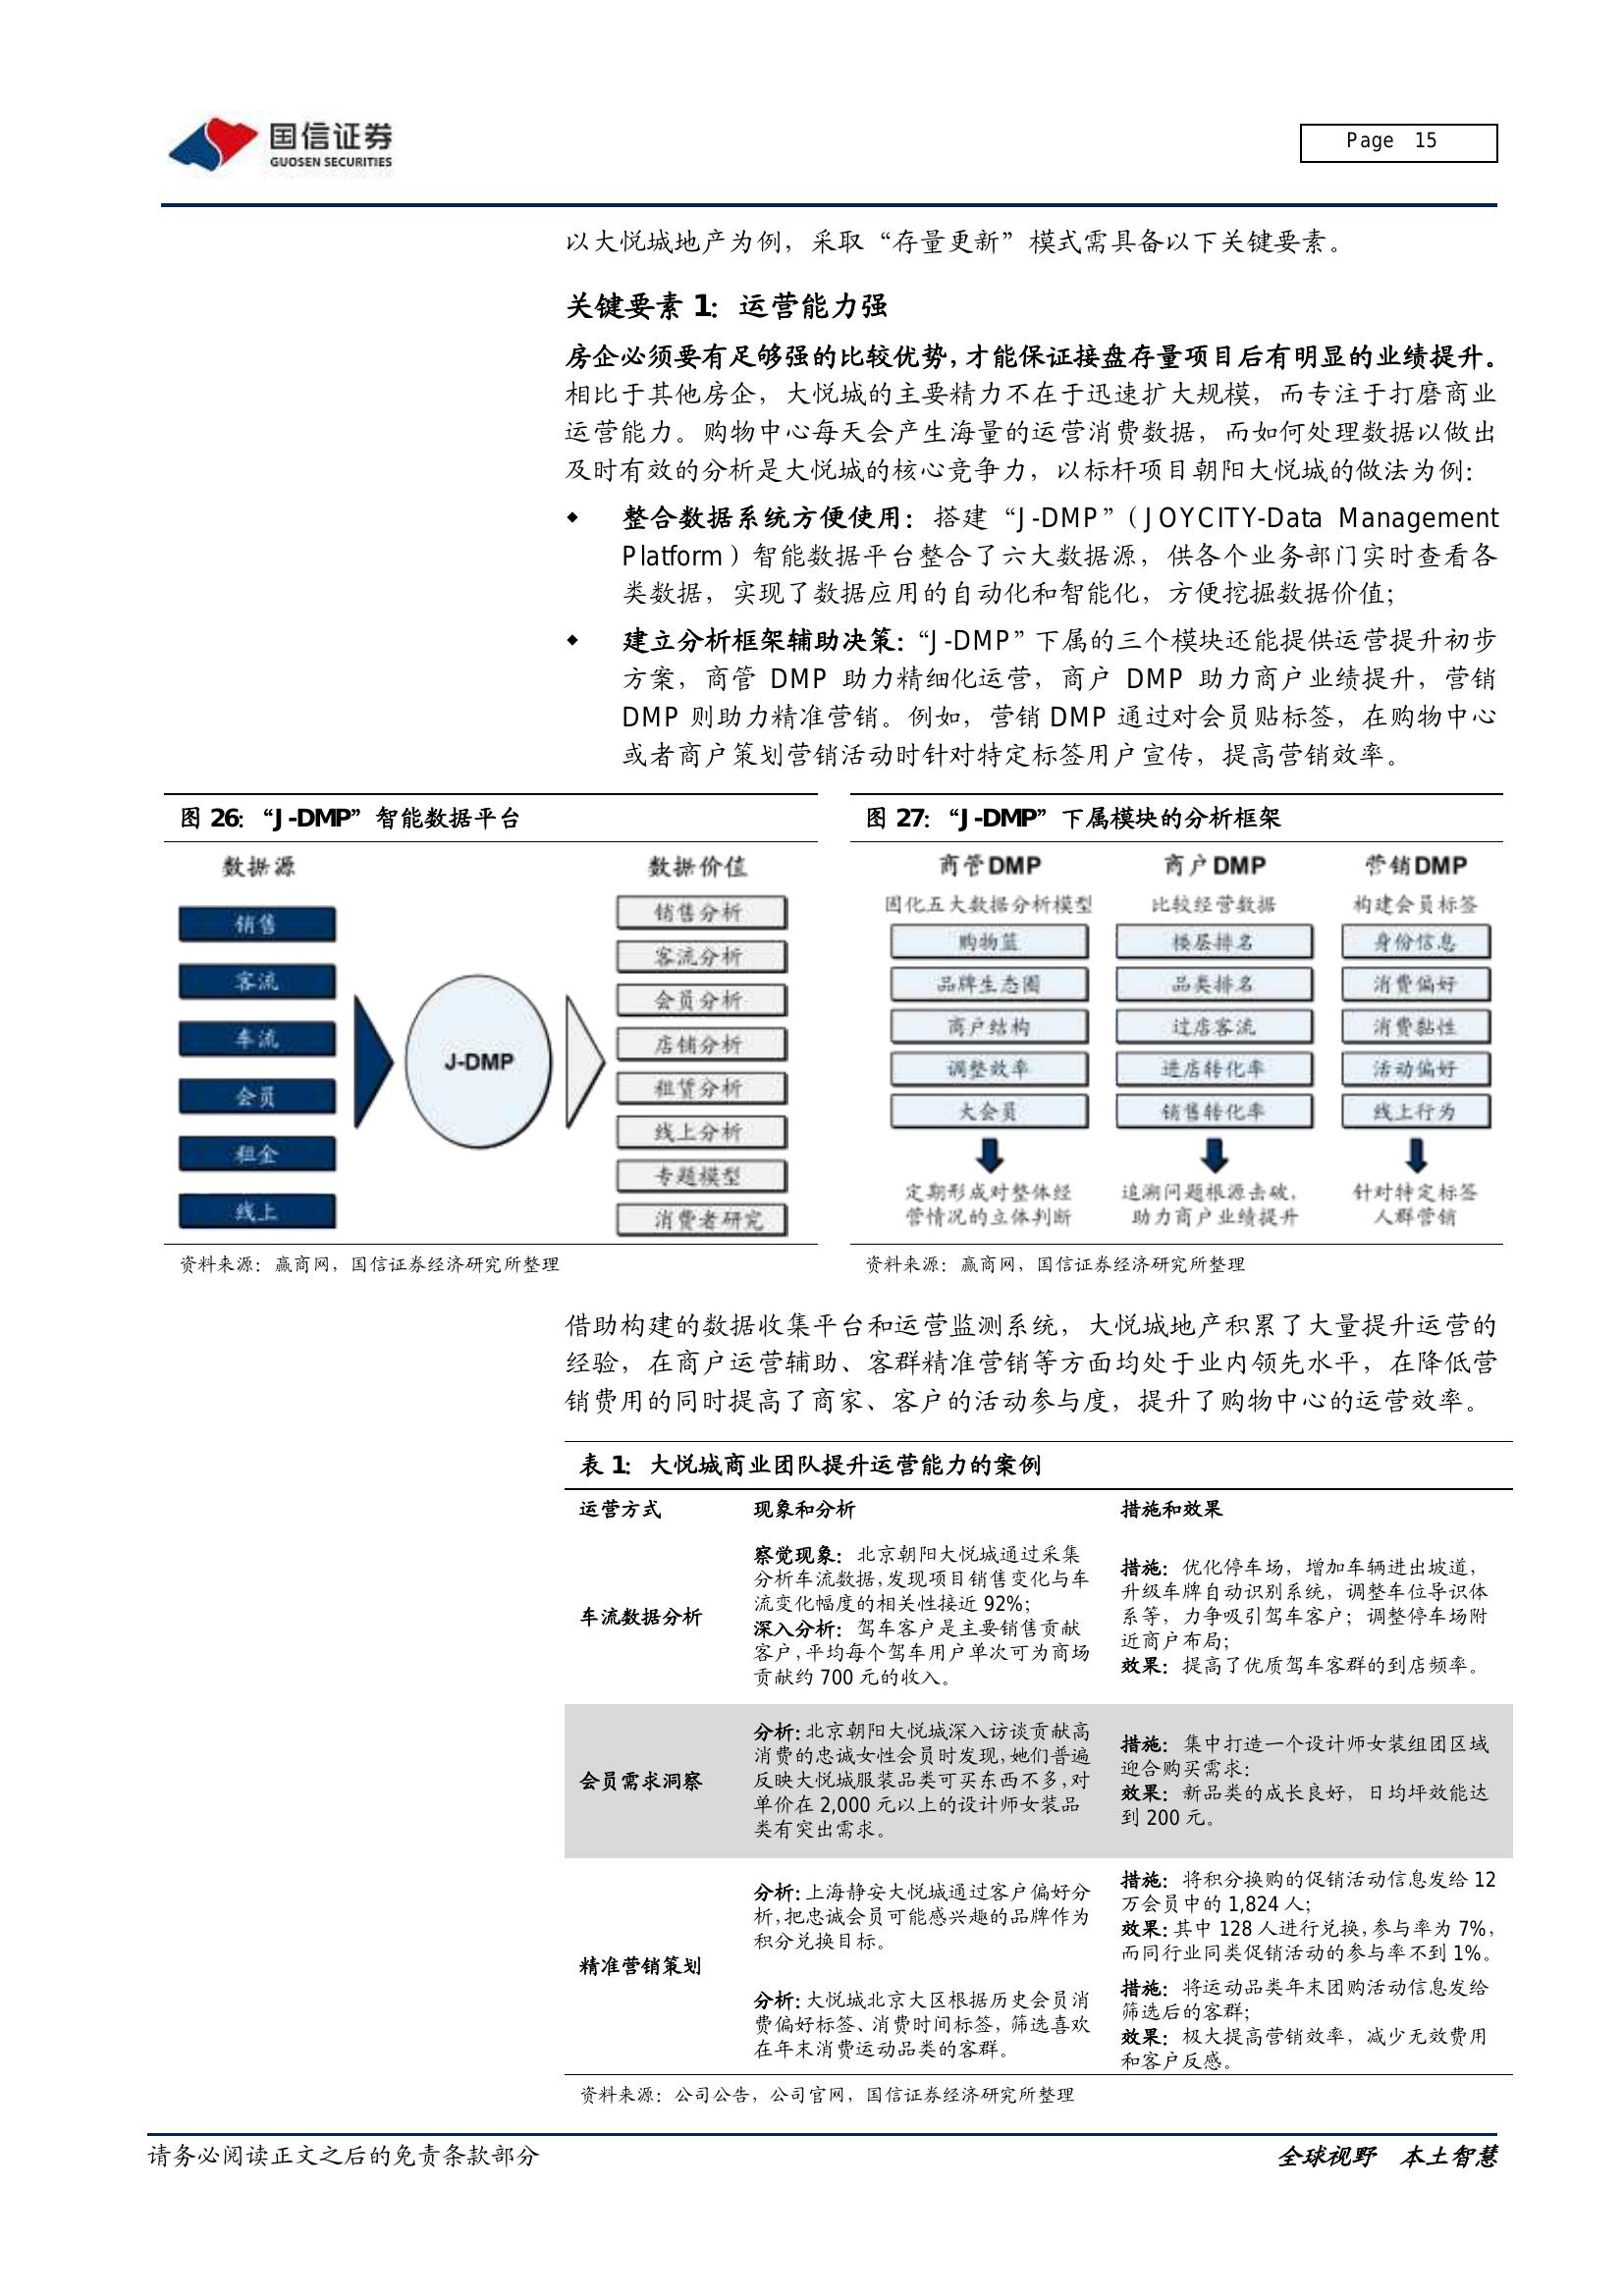 国信证券
GUOSEN SECURITIES
Page 15
以大悦城地产为例，采取“存量更新”模式需具备以下关键要素。
关键要素 1：运营能力强
房企必须要有足够强的比较优势，才能保证接盘存量项目后有明显的业绩提升。
相比于其他房企，大悦城的主要精力不在于迅速扩大规模，而专注于打磨商业
运营能力。购物中心每天会产生海量的运营消费数据，而如何处理数据以做出
及时有效的分析是大悦城的核心竞争力，以标杆项目朝阳大悦城的做法为例：
◆ 整合数据系统方便使用：搭建“J-DMP”（JOYCITY-Data Management
Platform）智能数据平台整合了六大数据源，供各个业务部门实时查看各
类数据，实现了数据应用的自动化和智能化，方便挖掘数据价值；
◆ 建立分析框架辅助决策：“J-DMP”下属的三个模块还能提供运营提升初步
方案，商管 DMP 助力精细化运营，商户 DMP 助力商户业绩提升，营销
DMP 则助力精准营销。例如，营销 DMP 通过对会员贴标签，在购物中心
或者商户策划营销活动时针对特定标签用户宣传，提高营销效率。
图 26：“J-DMP”智能数据平台
数据源
销售
客流
车流
会员
租金
线上
J-DMP
数据价值
销售分析
客流分析
会员分析
店铺分析
租赁分析
线上分析
专题模型
消费者研究
资料来源：赢商网，国信证券经济研究所整理
图 27：“J-DMP”下属模块的分析框架
商管DMP
固化五大数据分析模型
购物篮
品牌生态圈
商户结构
调整效率
大会员
定期形成对整体经
营情况的立体判断
商户DMP
比较经营数据
楼层排名
品类排名
过店客流
进店转化率
销售转化率
追溯问题根源击破，
助力商户业绩提升
营销DMP
构建会员标签
身份信息
消费偏好
消费黏性
活动偏好
线上行为
针对特定标签
人群营销
资料来源：赢商网，国信证券经济研究所整理
借助构建的数据收集平台和运营监测系统，大悦城地产积累了大量提升运营的
经验，在商户运营辅助、客群精准营销等方面均处于业内领先水平，在降低营
销费用的同时提高了商家、客户的活动参与度，提升了购物中心的运营效率。
表 1：大悦城商业团队提升运营能力的案例
运营方式 现象和分析 措施和效果
车流数据分析
察觉现象：北京朝阳大悦城通过采集
分析车流数据，发现项目销售变化与车
流变化幅度的相关性接近 92%；
深入分析：驾车客户是主要销售贡献
客户，平均每个驾车用户单次可为商场
贡献约 700 元的收入。
措施：优化停车场，增加车辆进出坡道，
升级车牌自动识别系统，调整车位导识体
系等，力争吸引驾车客户；调整停车场附
近商户布局；
效果：提高了优质驾车客群的到店频率。
会员需求洞察
分析：北京朝阳大悦城深入访谈贡献高
消费的忠诚女性会员时发现，她们普遍
反映大悦城服装品类可买东西不多，对
单价在 2,000 元以上的设计师女装品
类有突出需求。
措施：集中打造一个设计师女装组团区域
迎合购买需求：
效果：新品类的成长良好，日均坪效能达
到 200 元。
精准营销策划
分析：上海静安大悦城通过客户偏好分
析，把忠诚会员可能感兴趣的品牌作为
积分兑换目标。
措施：将积分换购的促销活动信息发给 12
万会员中的 1,824 人；
效果：其中 128 人进行兑换，参与率为 7%，
而同行业同类促销活动的参与率不到 1%。
分析：大悦城北京大区根据历史会员消
费偏好标签、消费时间标签，筛选喜欢
在年末消费运动品类的客群。
措施：将运动品类年末团购活动信息发给
筛选后的客群；
效果：极大提高营销效率，减少无效费用
和客户反感。
资料来源：公司公告，公司官网，国信证券经济研究所整理
请务必阅读正文之后的免责条款部分
全球视野 本土智慧